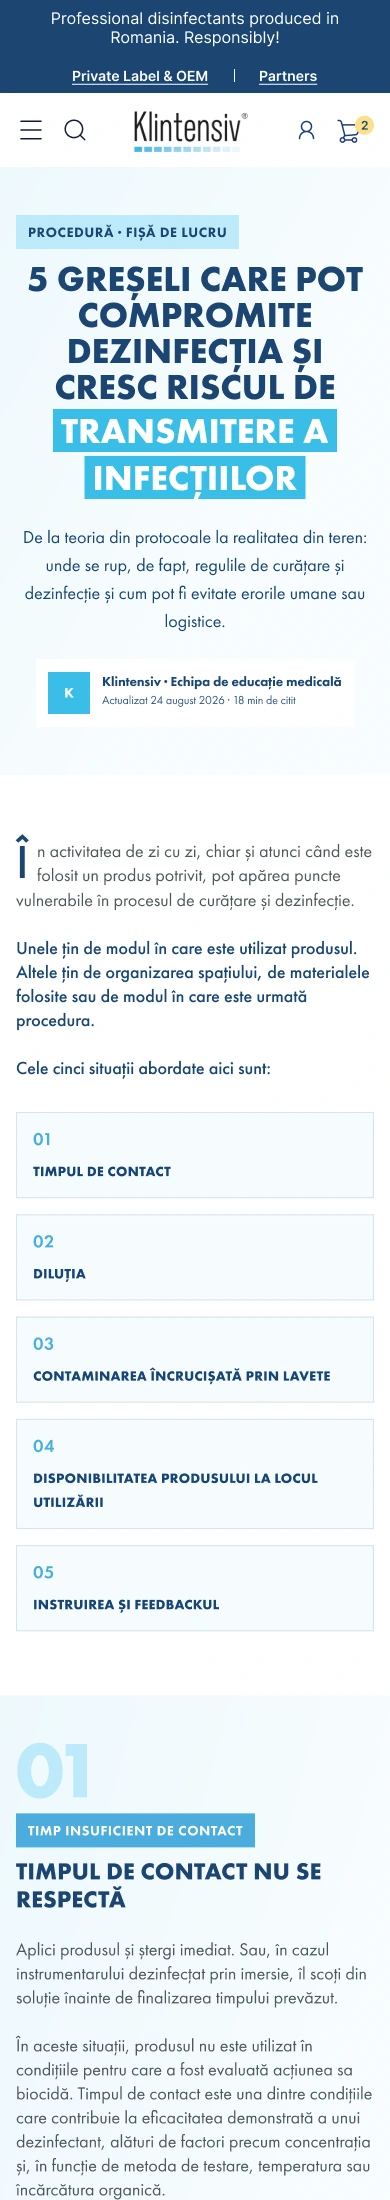 Professional disinfectants produced in
Romania. Responsibly!
Private Label & OEM | Partners
Klintensiv®
2
PROCEDURĂ • FIȘĂ DE LUCRU
5 GREȘELI CARE POT
COMPROMITE
DEZINFECȚIA ȘI
CRESC RISCUL DE
TRANSMITERE A
INFECȚIILOR
De la teoria din protocoale la realitatea din teren:
unde se rup, de fapt, regulile de curățare și
dezinfecție și cum pot fi evitate erorile umane sau
logistice.
K
Klintensiv • Echipa de educație medicală
Actualizat 24 august 2026 · 18 min de citit
În activitatea de zi cu zi, chiar și atunci când este
folosit un produs potrivit, pot apărea puncte
vulnerabile în procesul de curățare și dezinfecție.
Unele țin de modul în care este utilizat produsul.
Altele țin de organizarea spațiului, de materialele
folosite sau de modul în care este urmată
procedura.
Cele cinci situații abordate aici sunt:
01
TIMPUL DE CONTACT
02
DILUȚIA
03
CONTAMINAREA ÎNCRUCIȘATĂ PRIN LAVETE
04
DISPONIBILITATEA PRODUSULUI LA LOCUL
UTILIZĂRII
05
INSTRUIREA ȘI FEEDBACKUL
01
TIMP INSUFICIENT DE CONTACT
TIMPUL DE CONTACT NU SE
RESPECTĂ
Aplici produsul și ștergi imediat. Sau, în cazul
instrumentarului dezinfectat prin imersie, îl scoți din
soluție înainte de finalizarea timpului prevăzut.
În aceste situații, produsul nu este utilizat în
condițiile pentru care a fost evaluată acțiunea sa
biocidă. Timpul de contact este una dintre condițiile
care contribuie la eficacitatea demonstrată a unui
dezinfectant, alături de factori precum concentrația
și, în funcție de metoda de testare, temperatura sau
încărcătura organică.